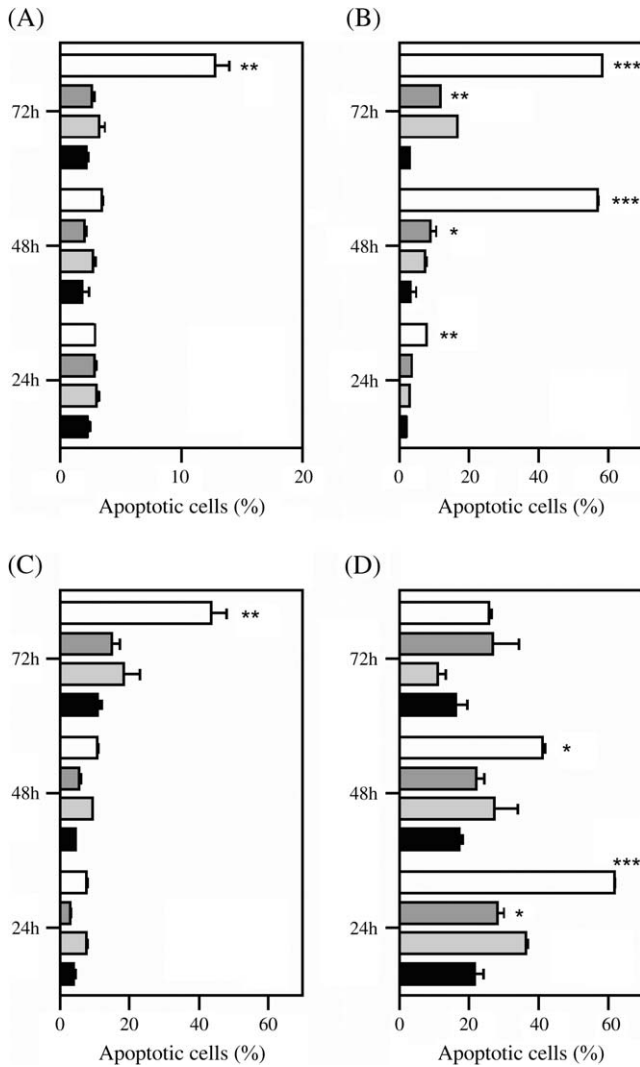 (A)
**
72h
48h
24h
0 10 20
Apoptotic cells (%)
(B)
***
**
72h
***
*
48h
**
24h
0 20 40 60
Apoptotic cells (%)
(C)
**
72h
48h
24h
0 20 40 60
Apoptotic cells (%)
(D)
72h
*
48h
***
*
24h
0 20 40 60
Apoptotic cells (%)